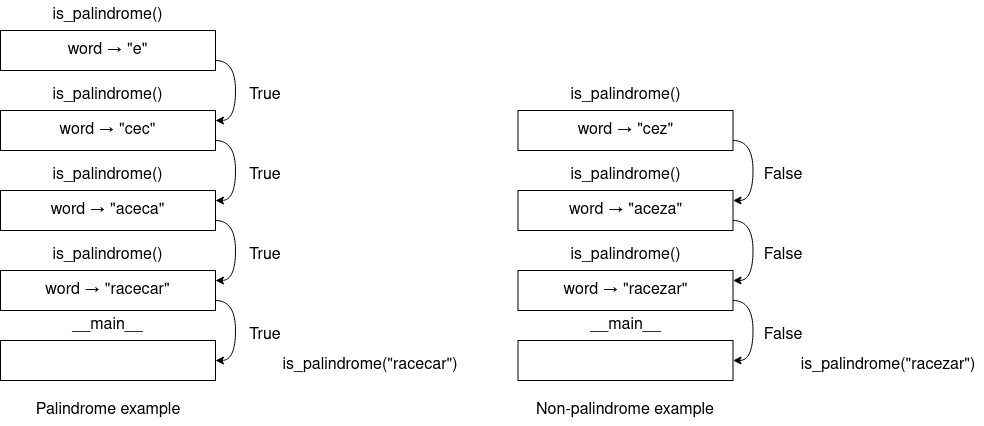 is_palindrome()
word → "e"
True
is_palindrome()
word → "cec"
True
is_palindrome()
word → "aceca"
True
is_palindrome()
word → "racecar"
True
__main__
is_palindrome("racecar")
Palindrome example
is_palindrome()
word → "cez"
False
is_palindrome()
word → "aceza"
False
is_palindrome()
word → "racezar"
False
__main__
is_palindrome("racezar")
Non-palindrome example